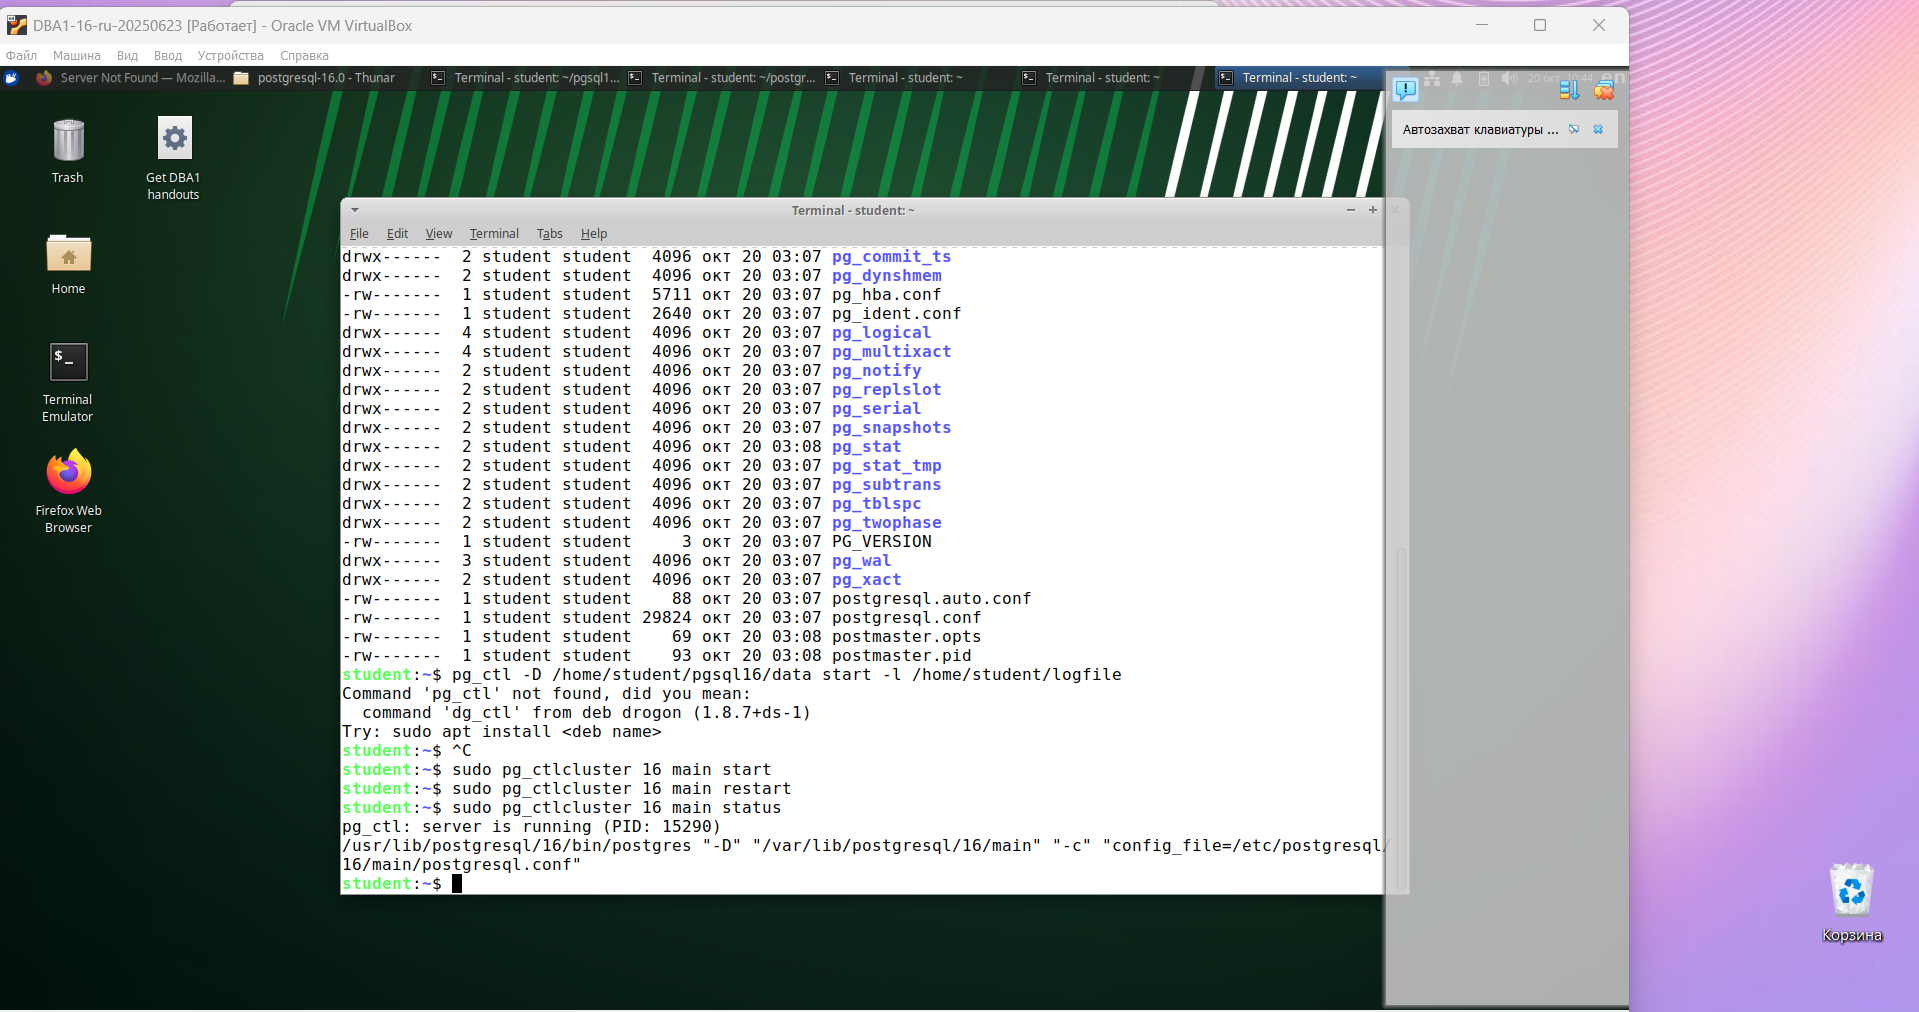 DBA1-16-ru-20250623 [Работает] - Oracle VM VirtualBox
Файл Машина Вид Ввод Устройства Справка
Server Not Found — Mozilla... postgresql-16.0 - Thunar Terminal - student: ~/pgsql1... Terminal - student: ~/postgr... Terminal - student: ~ Terminal - student: ~ Terminal - student: ~ 20 окт, 10:44 en
Автозахват клавиатуры ...
Trash
Get DBA1
handouts
Home
Terminal
Emulator
Firefox Web
Browser
Terminal - student: ~
File Edit View Terminal Tabs Help
drwx------ 2 student student 4096 окт 20 03:07 pg_commit_ts
drwx------ 2 student student 4096 окт 20 03:07 pg_dynshmem
-rw------- 1 student student 5711 окт 20 03:07 pg_hba.conf
-rw------- 1 student student 2640 окт 20 03:07 pg_ident.conf
drwx------ 4 student student 4096 окт 20 03:07 pg_logical
drwx------ 4 student student 4096 окт 20 03:07 pg_multixact
drwx------ 2 student student 4096 окт 20 03:07 pg_notify
drwx------ 2 student student 4096 окт 20 03:07 pg_replslot
drwx------ 2 student student 4096 окт 20 03:07 pg_serial
drwx------ 2 student student 4096 окт 20 03:07 pg_snapshots
drwx------ 2 student student 4096 окт 20 03:08 pg_stat
drwx------ 2 student student 4096 окт 20 03:07 pg_stat_tmp
drwx------ 2 student student 4096 окт 20 03:07 pg_subtrans
drwx------ 2 student student 4096 окт 20 03:07 pg_tblspc
drwx------ 2 student student 4096 окт 20 03:07 pg_twophase
-rw------- 1 student student 3 окт 20 03:07 PG_VERSION
drwx------ 3 student student 4096 окт 20 03:07 pg_wal
drwx------ 2 student student 4096 окт 20 03:07 pg_xact
-rw------- 1 student student 88 окт 20 03:07 postgresql.auto.conf
-rw------- 1 student student 29824 окт 20 03:07 postgresql.conf
-rw------- 1 student student 69 окт 20 03:08 postmaster.opts
-rw------- 1 student student 93 окт 20 03:08 postmaster.pid
student:~$ pg_ctl -D /home/student/pgsql16/data start -l /home/student/logfile
Command 'pg_ctl' not found, did you mean:
command 'dg_ctl' from deb drogon (1.8.7+ds-1)
Try: sudo apt install <deb name>
student:~$ ^C
student:~$ sudo pg_ctlcluster 16 main start
student:~$ sudo pg_ctlcluster 16 main restart
student:~$ sudo pg_ctlcluster 16 main status
pg_ctl: server is running (PID: 15290)
/usr/lib/postgresql/16/bin/postgres "-D" "/var/lib/postgresql/16/main" "-c" "config_file=/etc/postgresql/
16/main/postgresql.conf"
student:~$
Корзина